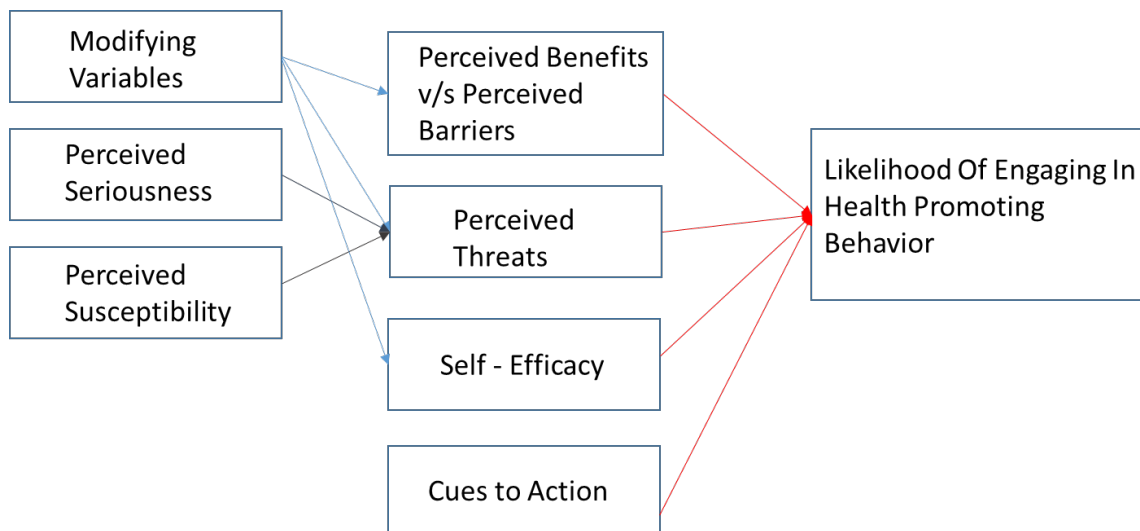 Modifying
Variables
Perceived
Seriousness
Perceived
Susceptibility
Perceived Benefits
v/s Perceived
Barriers
Perceived
Threats
Self - Efficacy
Cues to Action
Likelihood Of Engaging In
Health Promoting
Behavior